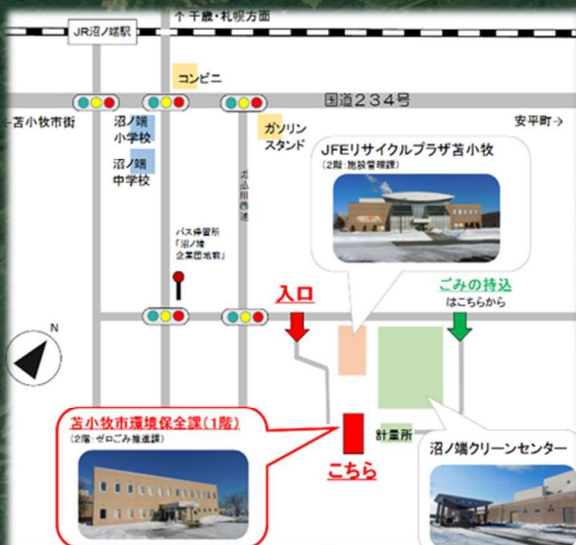 ↑千歳・札幌方面
JR沼ノ端駅
コンビニ
国道234号
←苫小牧市街
安平町→
沼ノ端
小学校
沼ノ端
中学校
ガソリン
スタンド
JFEリサイクルプラザ苫小牧
(2階:施設管理課)
バス停留所
「沼ノ端
企業団地前」
入口
ごみの持込
はこちらから
N
苫小牧市環境保全課(1階)
(2階:ゼロごみ推進課)
こちら
計量所
沼ノ端クリーンセンター